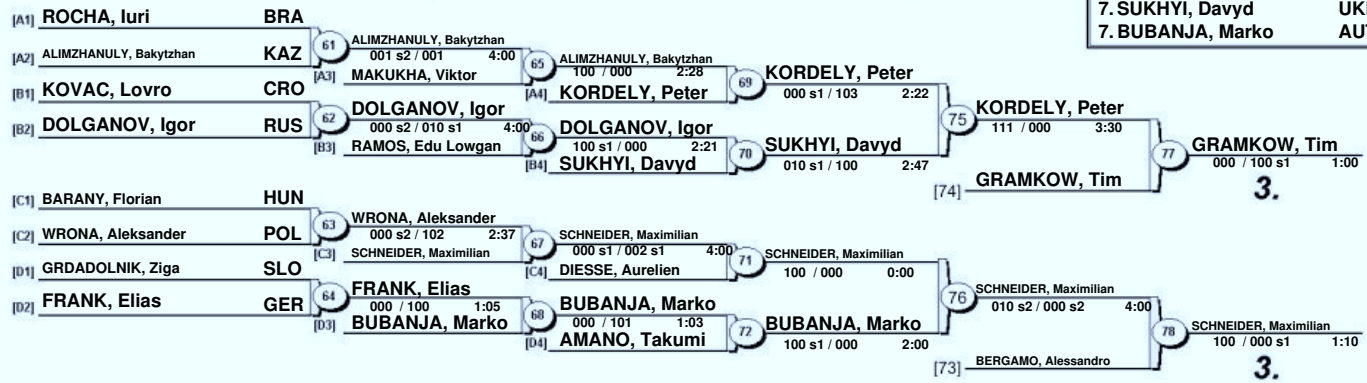 7. SUKHYI, Davyd
7. BUBANJA, Marko AUT
[A1] ROCHA, Iuri BRA
[A2] ALIMZHANULY, Bakytzhan KAZ
61
ALIMZHANULY, Bakytzhan
001 s2 / 001 4:00
[A3] MAKUKHA, Viktor
65
ALIMZHANULY, Bakytzhan
100 / 000 2:28
[A4] KORDELY, Peter
69
KORDELY, Peter
000 s1 / 103 2:22
[B1] KOVAC, Lovro CRO
[B2] DOLGANOV, Igor RUS
62
DOLGANOV, Igor
000 s2 / 010 s1 4:00
[B3] RAMOS, Edu Lowgan
66
DOLGANOV, Igor
100 s1 / 000 2:21
[B4] SUKHYI, Davyd
70
SUKHYI, Davyd
010 s1 / 100 2:47
75
KORDELY, Peter
111 / 000 3:30
[74] GRAMKOW, Tim
77
GRAMKOW, Tim
000 / 100 s1 1:00
3.
[C1] BARANY, Florian HUN
[C2] WRONA, Aleksander POL
63
WRONA, Aleksander
000 s2 / 102 2:37
[C3] SCHNEIDER, Maximilian
67
SCHNEIDER, Maximilian
000 s1 / 002 s1 4:00
[C4] DIESSE, Aurelien
71
SCHNEIDER, Maximilian
100 / 000 0:00
[D1] GRDADOLNIK, Ziga SLO
[D2] FRANK, Elias GER
64
FRANK, Elias
000 / 100 1:05
[D3] BUBANJA, Marko
68
BUBANJA, Marko
000 / 101 1:03
[D4] AMANO, Takumi
72
BUBANJA, Marko
100 s1 / 000 2:00
76
SCHNEIDER, Maximilian
010 s2 / 000 s2 4:00
[73] BERGAMO, Alessandro
78
SCHNEIDER, Maximilian
100 / 000 s1 1:10
3.